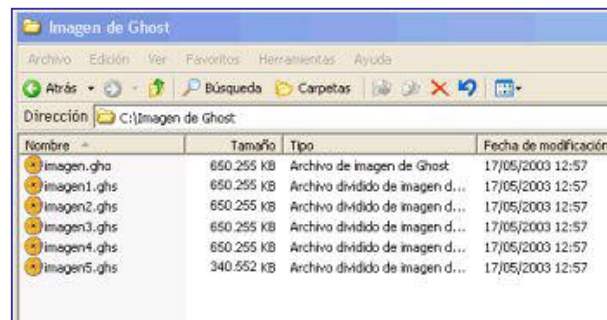 Imagen de Ghost
Archivo Edición Ver Favoritos Herramientas Ayuda
Atrás Búsqueda Carpetas
Dirección C:\Imagen de Ghost
Nombre Tamaño Tipo Fecha de modificación
imagen.gho 650.255 KB Archivo de imagen de Ghost 17/05/2003 12:57
imagen1.ghs 650.255 KB Archivo dividido de imagen d... 17/05/2003 12:57
imagen2.ghs 650.255 KB Archivo dividido de imagen d... 17/05/2003 12:57
imagen3.ghs 650.255 KB Archivo dividido de imagen d... 17/05/2003 12:57
imagen4.ghs 650.255 KB Archivo dividido de imagen d... 17/05/2003 12:57
imagen5.ghs 340.552 KB Archivo dividido de imagen d... 17/05/2003 12:57